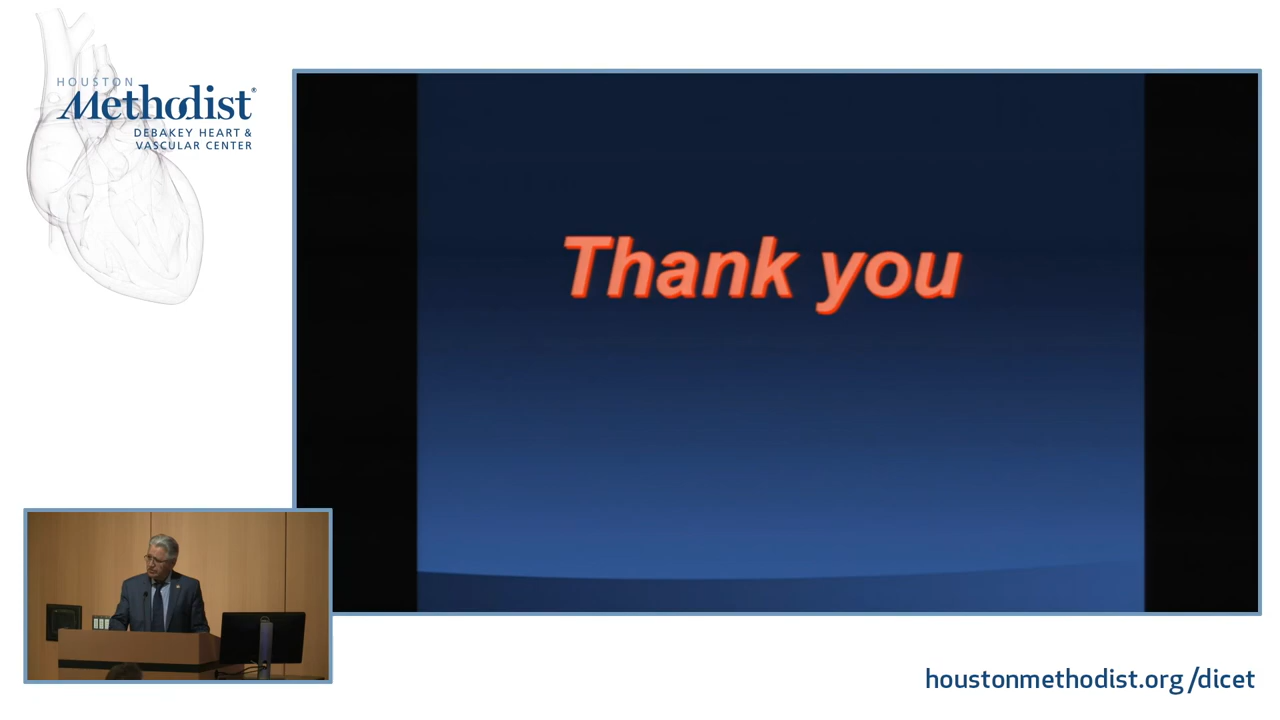 HOUSTON
Methodist®
DEBAKEY HEART &
VASCULAR CENTER
Thank you
houstonmethodist.org/dicet